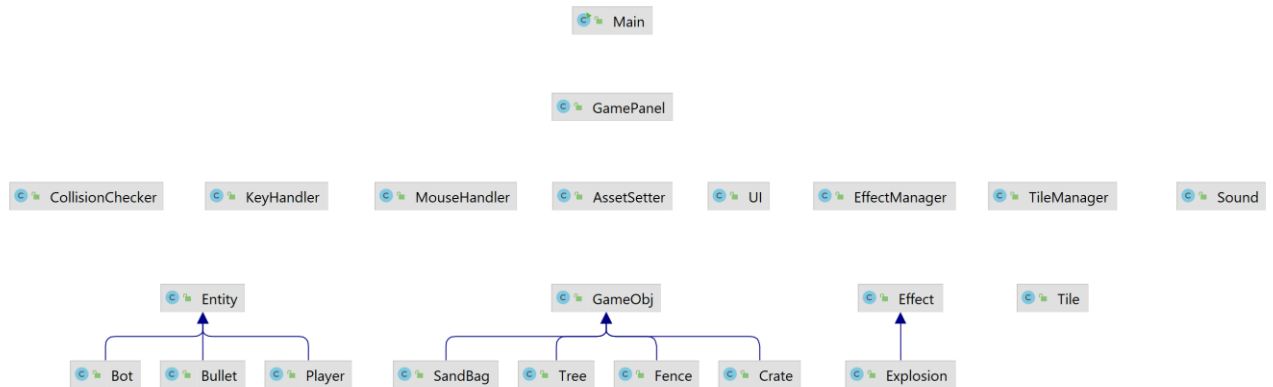 Main
GamePanel
CollisionChecker KeyHandler MouseHandler AssetSetter UI EffectManager TileManager Sound
Entity GameObj Effect Tile
Bot Bullet Player SandBag Tree Fence Crate Explosion